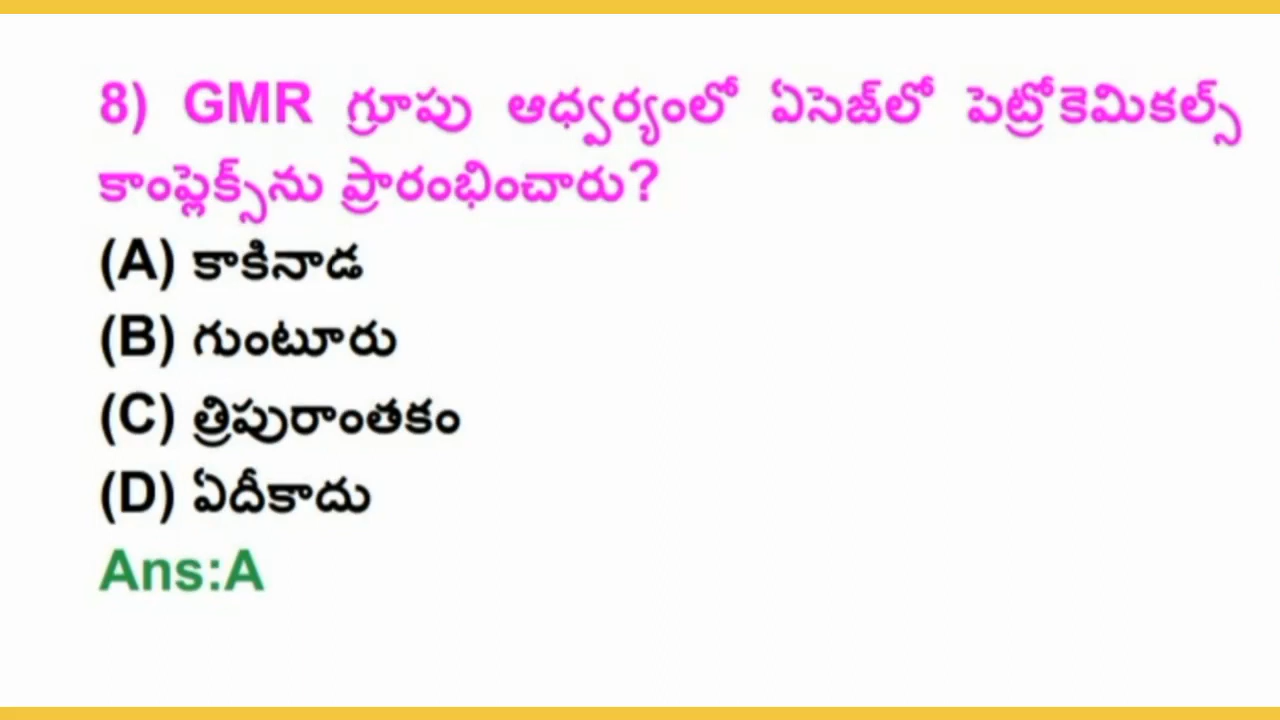 8) GMR గ్రూపు ఆధ్వర్యంలో ఏసెజ్‌లో పెట్రోకెమికల్స్
కాంప్లెక్స్‌ను ప్రారంభించారు?
(A) కాకినాడ
(B) గుంటూరు
(C) త్రిపురాంతకం
(D) ఏదీకాదు
Ans:A